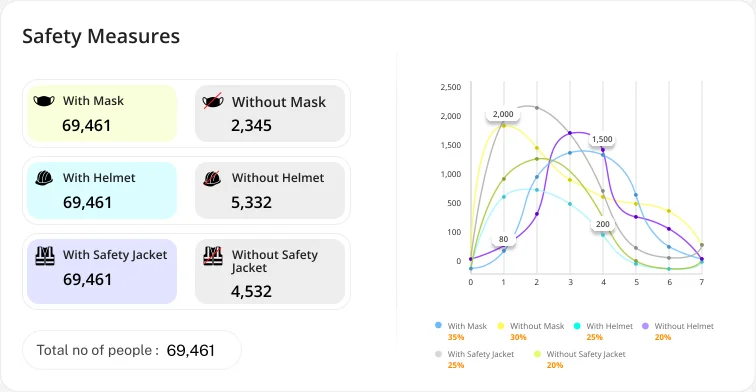 Safety Measures
With Mask
69,461
Without Mask
2,345
With Helmet
69,461
Without Helmet
5,332
With Safety Jacket
69,461
Without Safety
Jacket
4,532
Total no of people : 69,461
2,500
2,000
1,500
1,000
500
100
0
2,000
1,500
80
200
0 1 2 3 4 5 6 7
With Mask Without Mask With Helmet Without Helmet
35% 30% 25% 20%
With Safety Jacket Without Safety Jacket
25% 20%